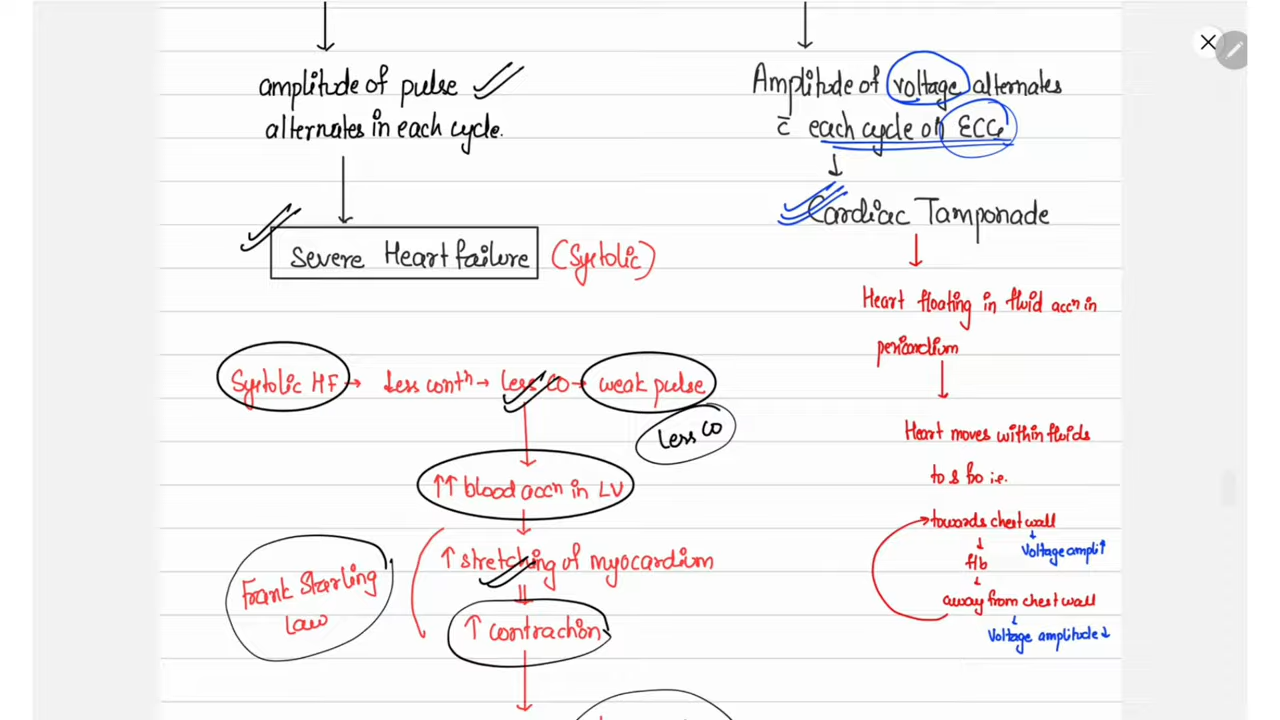 amplitude of pulse
alternates in each cycle.
Severe Heart failure (Systolic)
Systolic HF → Less contn → Less CO → weak pulse
Less CO
↑↑ blood accn in LV
↑ stretching of myocardium
Frank Starling
Law
↑ contraction
Amplitude of voltage alternates
c̄ each cycle of ECG
Cardiac Tamponade
Heart floating in fluid accn in
pericardium
Heart moves within fluids
to & fro i.e.
towards chest wall
Voltage ampli↑
f/b
away from chest wall
Voltage amplitude↓